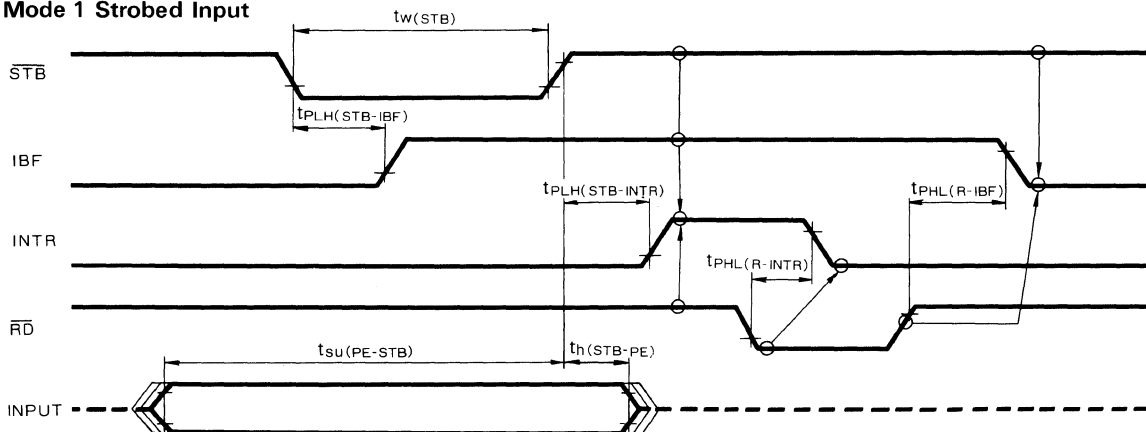 Mode 1 Strobed Input
tw(STB)
STB
tPLH(STB-IBF)
IBF
tPLH(STB-INTR)
tPHL(R-IBF)
INTR
tPHL(R-INTR)
RD
tsu(PE-STB)
th(STB-PE)
INPUT